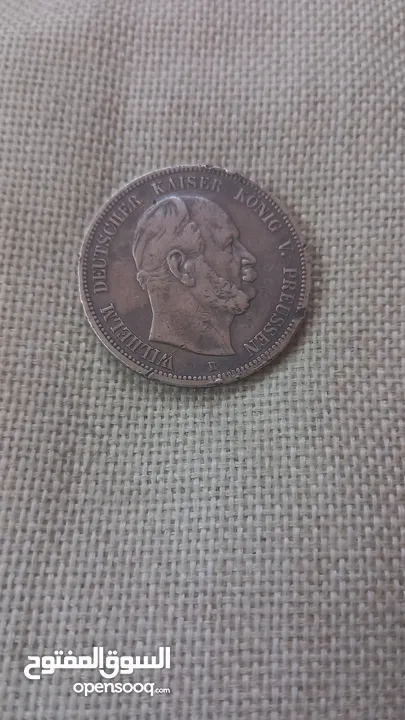 WILHELM DEUTSCHER KAISER KÖNIG V. PREUSSEN
السوق المفتوح
opensooq.com